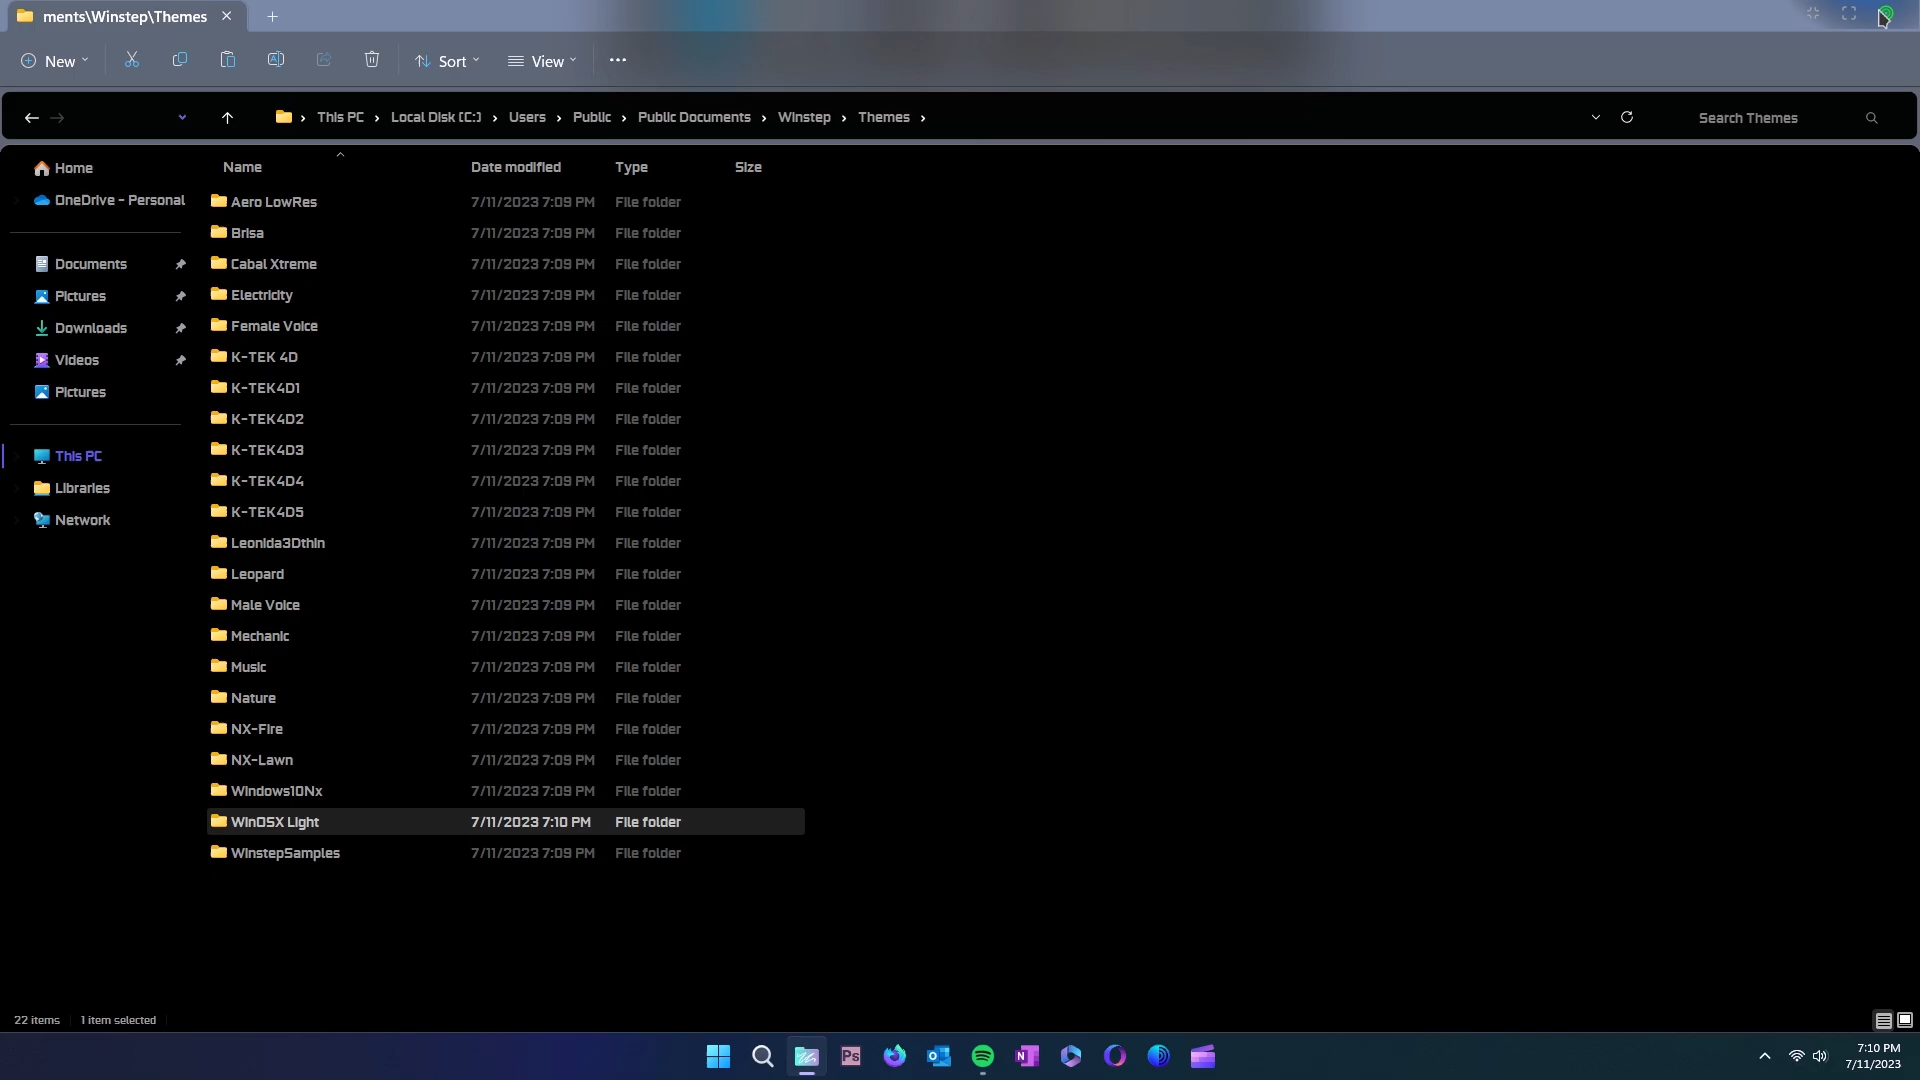 ments\Winstep\Themes
New
Sort
View
This PC > Local Disk (C:) > Users > Public > Public Documents > Winstep > Themes >
Search Themes
Name Date modified Type Size
Home
OneDrive - Personal
Documents
Pictures
Downloads
Videos
Pictures
This PC
Libraries
Network
Aero LowRes 7/11/2023 7:09 PM File folder
Brisa 7/11/2023 7:09 PM File folder
Cabal Xtreme 7/11/2023 7:09 PM File folder
Electricity 7/11/2023 7:09 PM File folder
Female Voice 7/11/2023 7:09 PM File folder
K-TEK 4D 7/11/2023 7:09 PM File folder
K-TEK4D1 7/11/2023 7:09 PM File folder
K-TEK4D2 7/11/2023 7:09 PM File folder
K-TEK4D3 7/11/2023 7:09 PM File folder
K-TEK4D4 7/11/2023 7:09 PM File folder
K-TEK4D5 7/11/2023 7:09 PM File folder
Leonida3Dthin 7/11/2023 7:09 PM File folder
Leopard 7/11/2023 7:09 PM File folder
Male Voice 7/11/2023 7:09 PM File folder
Mechanic 7/11/2023 7:09 PM File folder
Music 7/11/2023 7:09 PM File folder
Nature 7/11/2023 7:09 PM File folder
NX-Fire 7/11/2023 7:09 PM File folder
NX-Lawn 7/11/2023 7:09 PM File folder
Windows10Nx 7/11/2023 7:09 PM File folder
WinOSX Light 7/11/2023 7:10 PM File folder
WinstepSamples 7/11/2023 7:09 PM File folder
22 items 1 item selected
Ps
N
7:10 PM
7/11/2023